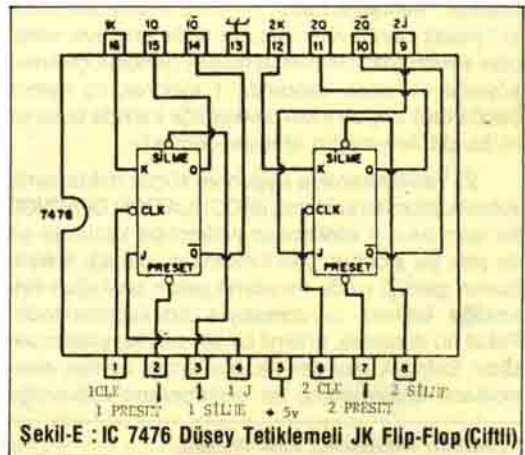 1K 1Q 1Q̄ 2K 2Q 2Q̄ 2J
16 15 14 13 12 11 10 9
SİLME SİLME
K Q K Q
7476
CLK CLK
J Q̄ J Q̄
PRESET PRESET
1 2 3 4 5 6 7 8
1CLK 1 J 2 CLK 2 SİLME
1 PRESET 1 SİLME + 5v 2 PRESET
Şekil-E : IC 7476 Düşey Tetiklemeli JK Flip-Flop (Çiftli)